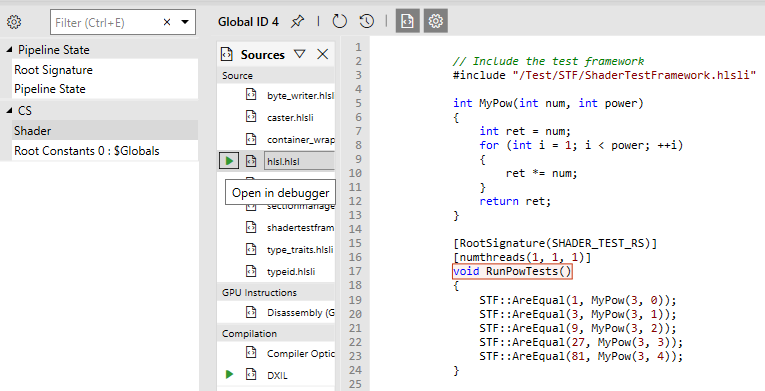 Filter (Ctrl+E)
Global ID 4
Pipeline State
Root Signature
Pipeline State
CS
Shader
Root Constants 0 : $Globals
Sources
Source
byte_writer.hlsl
caster.hlsli
container_wrap
hlsl.hlsl
Open in debugger
sectionmanage
shadertestfram
type_traits.hlsli
typeid.hlsli
GPU Instructions
Disassembly (G
Compilation
Compiler Optic
DXIL
1
2 // Include the test framework
3 #include "/Test/STF/ShaderTestFramework.hlsli"
4
5 int MyPow(int num, int power)
6 {
7 int ret = num;
8 for (int i = 1; i < power; ++i)
9 {
10 ret *= num;
11 }
12 return ret;
13 }
14
15 [RootSignature(SHADER_TEST_RS)]
16 [numthreads(1, 1, 1)]
17 void RunPowTests()
18 {
19 STF::AreEqual(1, MyPow(3, 0));
20 STF::AreEqual(3, MyPow(3, 1));
21 STF::AreEqual(9, MyPow(3, 2));
22 STF::AreEqual(27, MyPow(3, 3));
23 STF::AreEqual(81, MyPow(3, 4));
24 }